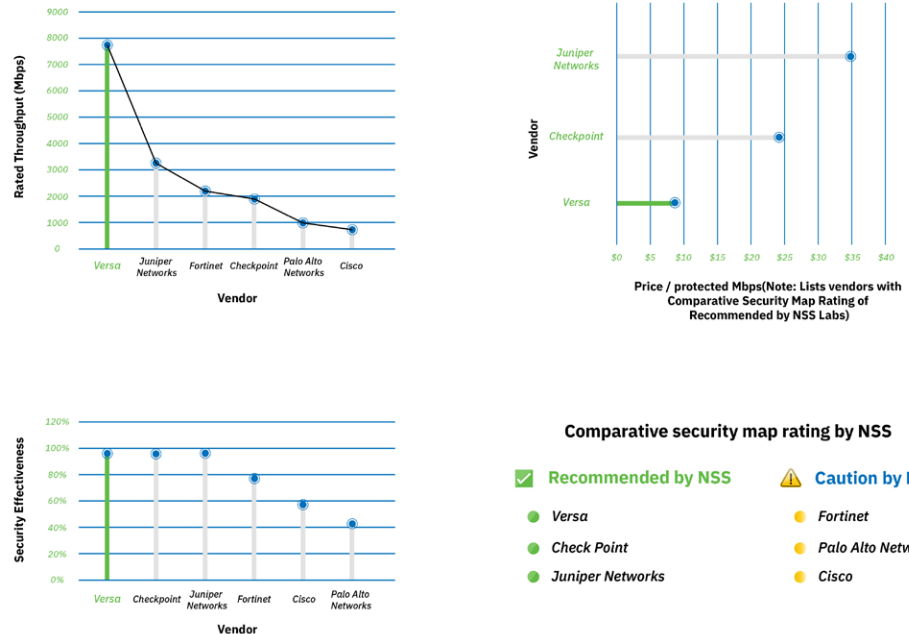 9000
8000
7000
6000
5000
4000
3000
2000
1000
0
Rated Throughput (Mbps)
Versa
Juniper
Networks
Fortinet
Checkpoint
Palo Alto
Networks
Cisco
Vendor
Juniper
Networks
Checkpoint
Versa
Vendor
$0
$5
$10
$15
$20
$25
$30
$35
$40
Price / protected Mbps(Note: Lists vendors with
Comparative Security Map Rating of
Recommended by NSS Labs)
120%
100%
80%
60%
40%
20%
0%
Security Effectiveness
Versa
Checkpoint
Juniper
Networks
Fortinet
Cisco
Palo Alto
Networks
Vendor
Comparative security map rating by NSS
Recommended by NSS
Versa
Check Point
Juniper Networks
Caution by
Fortinet
Palo Alto
Cisco